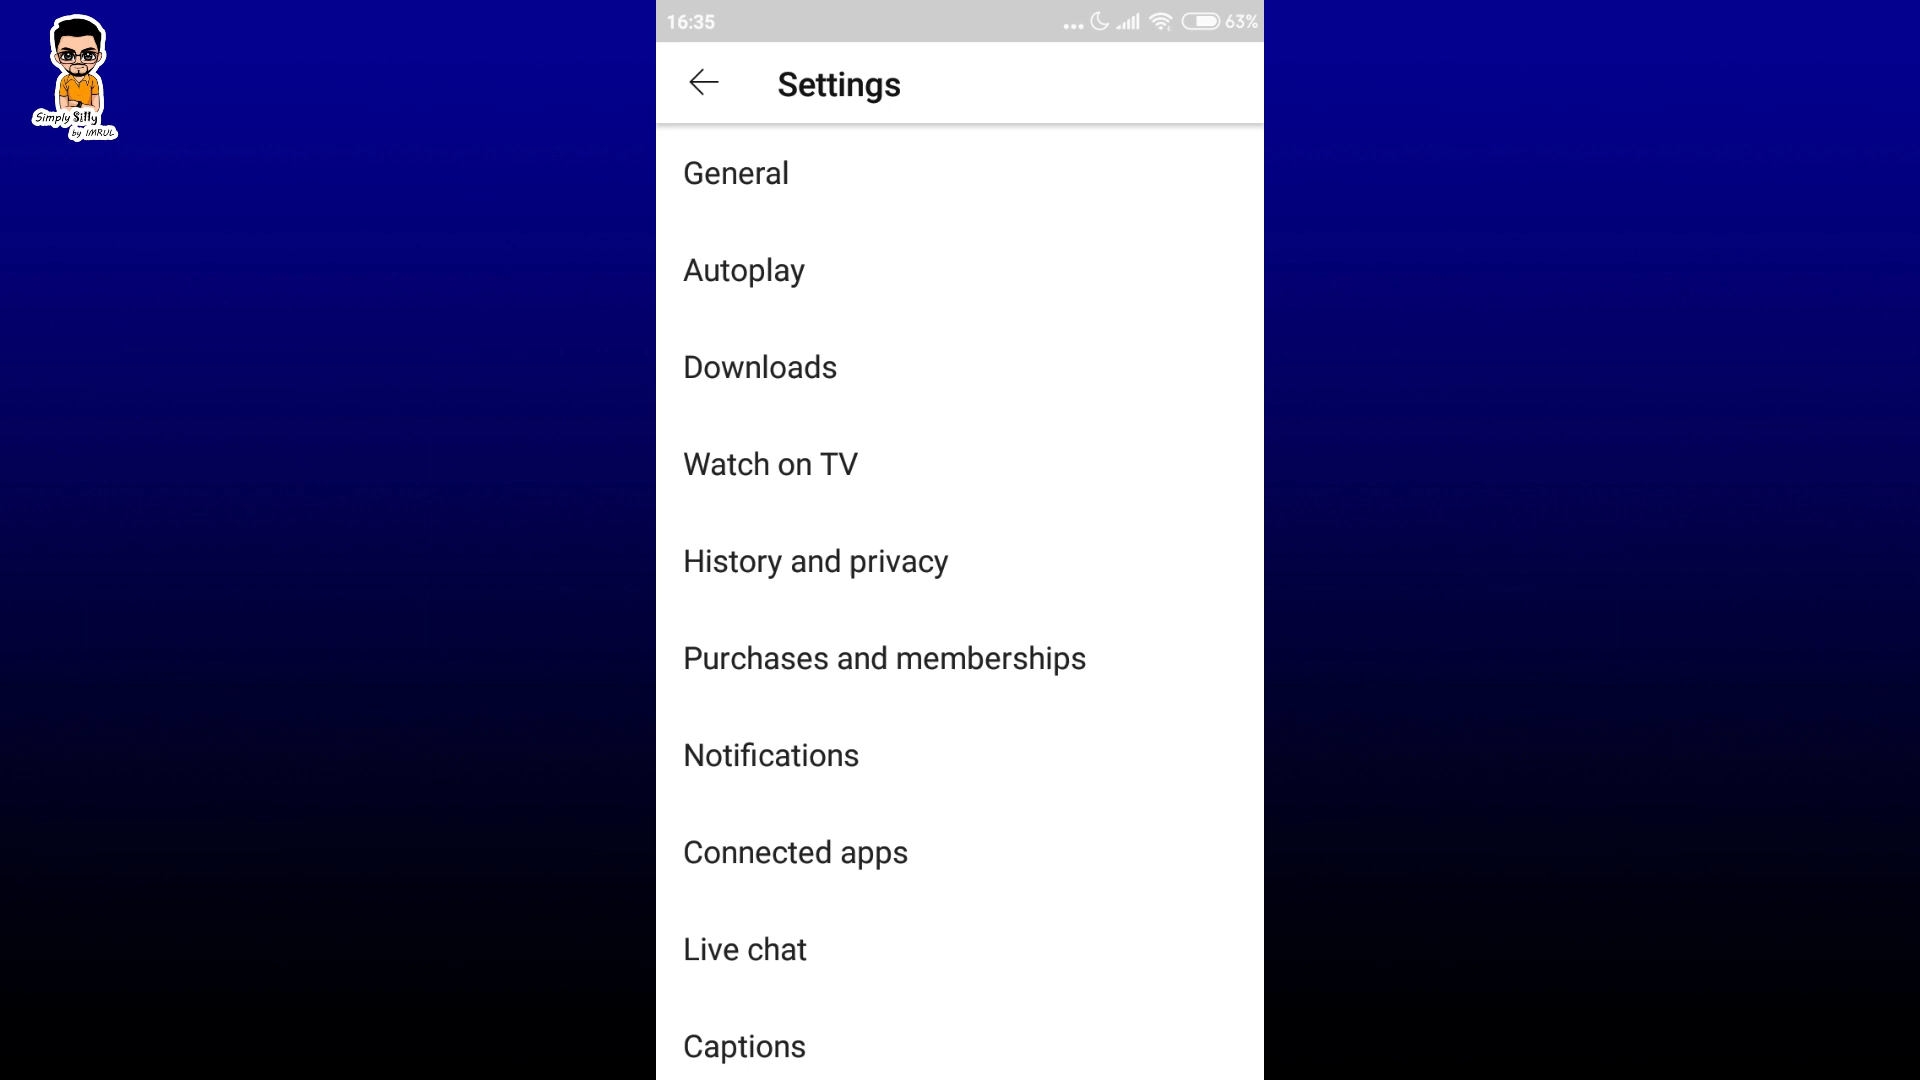 Simply Silly
by IMRUL
16:35
63%
Settings
General
Autoplay
Downloads
Watch on TV
History and privacy
Purchases and memberships
Notifications
Connected apps
Live chat
Captions